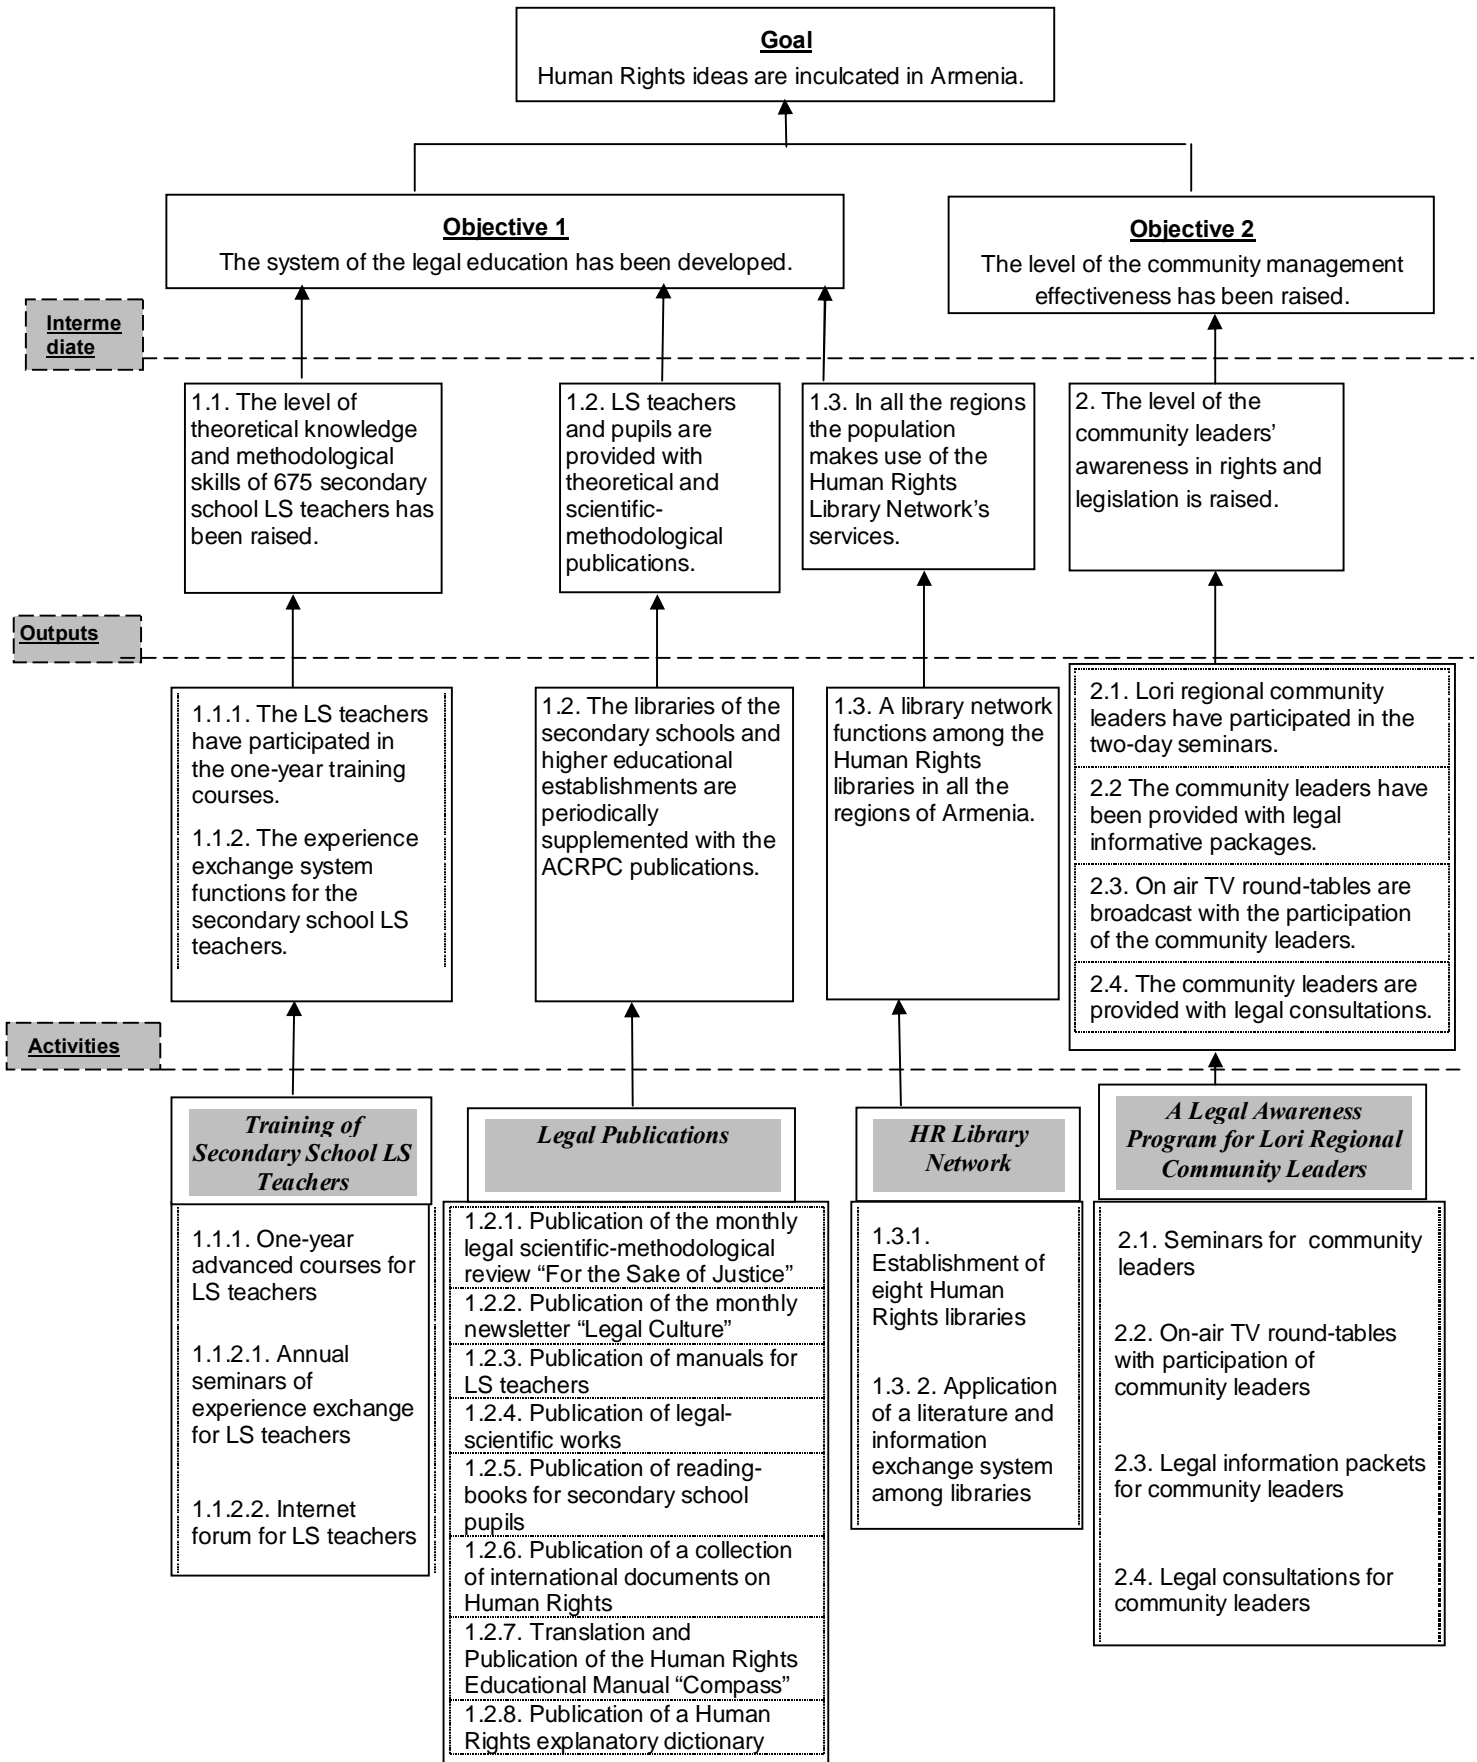 Goal
Human Rights ideas are inculcated in Armenia.
Objective 1
The system of the legal education has been developed.
Objective 2
The level of the community management
effectiveness has been raised.
Interme
diate
1.1. The level of
theoretical knowledge
and methodological
skills of 675 secondary
school LS teachers has
been raised.
1.2. LS teachers
and pupils are
provided with
theoretical and
scientific-
methodological
publications.
1.3. In all the regions
the population
makes use of the
Human Rights
Library Network’s
services.
2. The level of the
community leaders’
awareness in rights and
legislation is raised.
Outputs
1.1.1. The LS teachers
have participated in
the one-year training
courses.
1.1.2. The experience
exchange system
functions for the
secondary school LS
teachers.
1.2. The libraries of the
secondary schools and
higher educational
establishments are
periodically
supplemented with the
ACRPC publications.
1.3. A library network
functions among the
Human Rights
libraries in all the
regions of Armenia.
2.1. Lori regional community
leaders have participated in the
two-day seminars.
2.2 The community leaders have
been provided with legal
informative packages.
2.3. On air TV round-tables are
broadcast with the participation
of the community leaders.
2.4. The community leaders are
provided with legal consultations.
Activities
Training of
Secondary School LS
Teachers
1.1.1. One-year
advanced courses for
LS teachers
1.1.2.1. Annual
seminars of
experience exchange
for LS teachers
1.1.2.2. Internet
forum for LS teachers
Legal Publications
1.2.1. Publication of the monthly
legal scientific-methodological
review “For the Sake of Justice”
1.2.2. Publication of the monthly
newsletter “Legal Culture”
1.2.3. Publication of manuals for
LS teachers
1.2.4. Publication of legal-
scientific works
1.2.5. Publication of reading-
books for secondary school
pupils
1.2.6. Publication of a collection
of international documents on
Human Rights
1.2.7. Translation and
Publication of the Human Rights
Educational Manual “Compass”
1.2.8. Publication of a Human
Rights explanatory dictionary
HR Library
Network
1.3.1.
Establishment of
eight Human
Rights libraries
1.3. 2. Application
of a literature and
information
exchange system
among libraries
A Legal Awareness
Program for Lori Regional
Community Leaders
2.1. Seminars for community
leaders
2.2. On-air TV round-tables
with participation of
community leaders
2.3. Legal information packets
for community leaders
2.4. Legal consultations for
community leaders